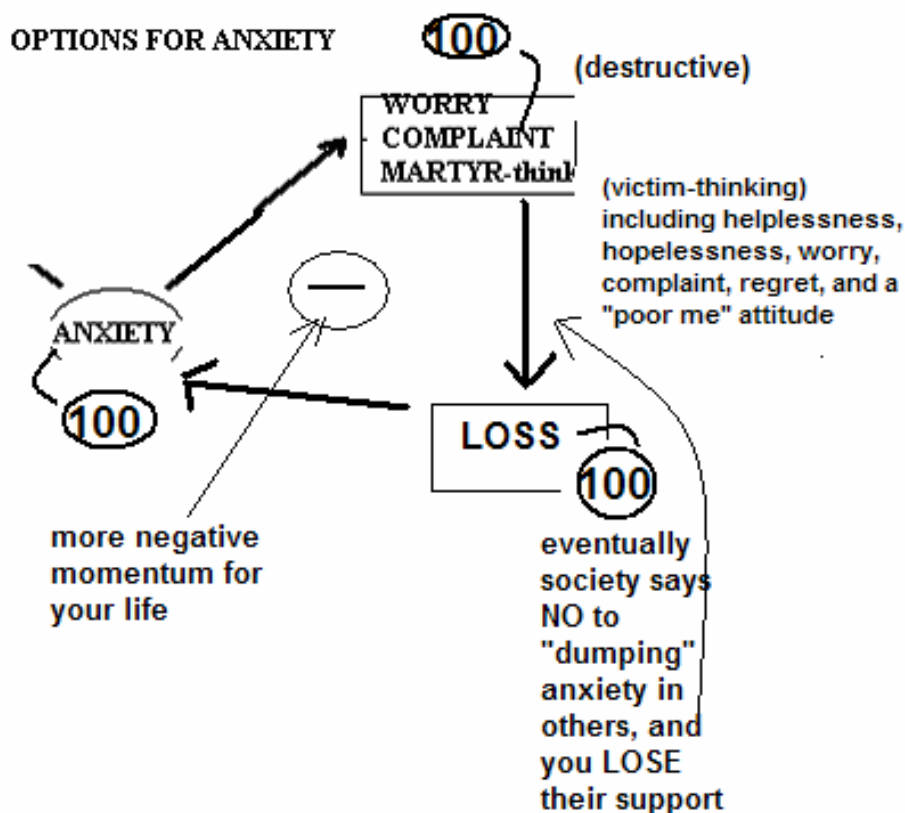 OPTIONS FOR ANXIETY
100
(destructive)
WORRY
COMPLAINT
MARTYR-think
(victim-thinking)
including helplessness,
hopelessness, worry,
complaint, regret, and a
"poor me" attitude
ANXIETY
100
LOSS
100
more negative
momentum for
your life
eventually
society says
NO to
"dumping"
anxiety in
others, and
you LOSE
their support